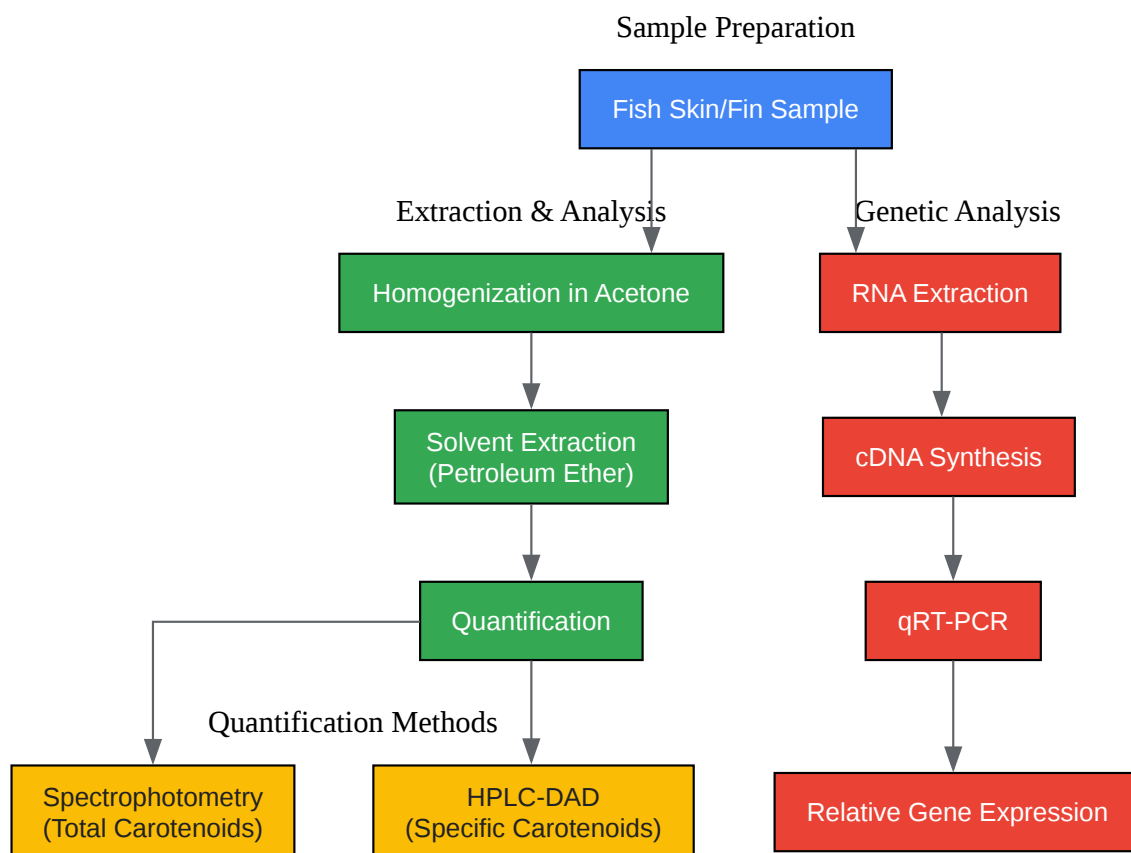 Sample Preparation
Fish Skin/Fin Sample
Extraction & Analysis
Genetic Analysis
Homogenization in Acetone
RNA Extraction
Solvent Extraction
(Petroleum Ether)
cDNA Synthesis
Quantification
qRT-PCR
Quantification Methods
Spectrophotometry
(Total Carotenoids)
HPLC-DAD
(Specific Carotenoids)
Relative Gene Expression